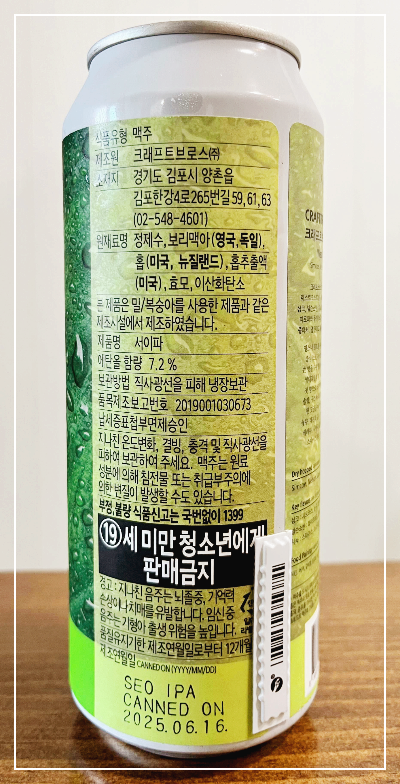 식품유형 맥주
제조원 크래프트브로스㈜
소재지 경기도 김포시 양촌읍
김포한강4로265번길 59, 61, 63
(02-548-4601)
원재료명 정제수, 보리맥아(영국,독일),
홉(미국, 뉴질랜드), 홉추출액
(미국), 효모, 이산화탄소
본 제품은 밀/복숭아를 사용한 제품과 같은
제조시설에서 제조하였습니다.
제품명 서이파
에탄올 함량 7.2 %
보관방법 직사광선을 피해 냉장보관
품목제조보고번호 2019001030673
납세증표첩부면제승인
지나친 온도변화, 결빙, 충격 및 직사광선을
피하여 보관하여 주세요. 맥주는 원료
성분에 의해 침전물 또는 취급부주의에
의한 변질이 발생할 수도 있습니다.
부정,불량 식품신고는 국번없이 1399
19 세 미만 청소년에게
판매금지
경고 : 지나친 음주는 뇌졸중, 기억력
손상이나 치매를 유발합니다. 임신 중
음주는 기형아 출생 위험을 높입니다.
품질유지기한 제조연월일로부터 12개월
제조연월일 CANNED ON (YYYY/MM/DD)
SEO IPA
CANNED ON
2025.06.16.